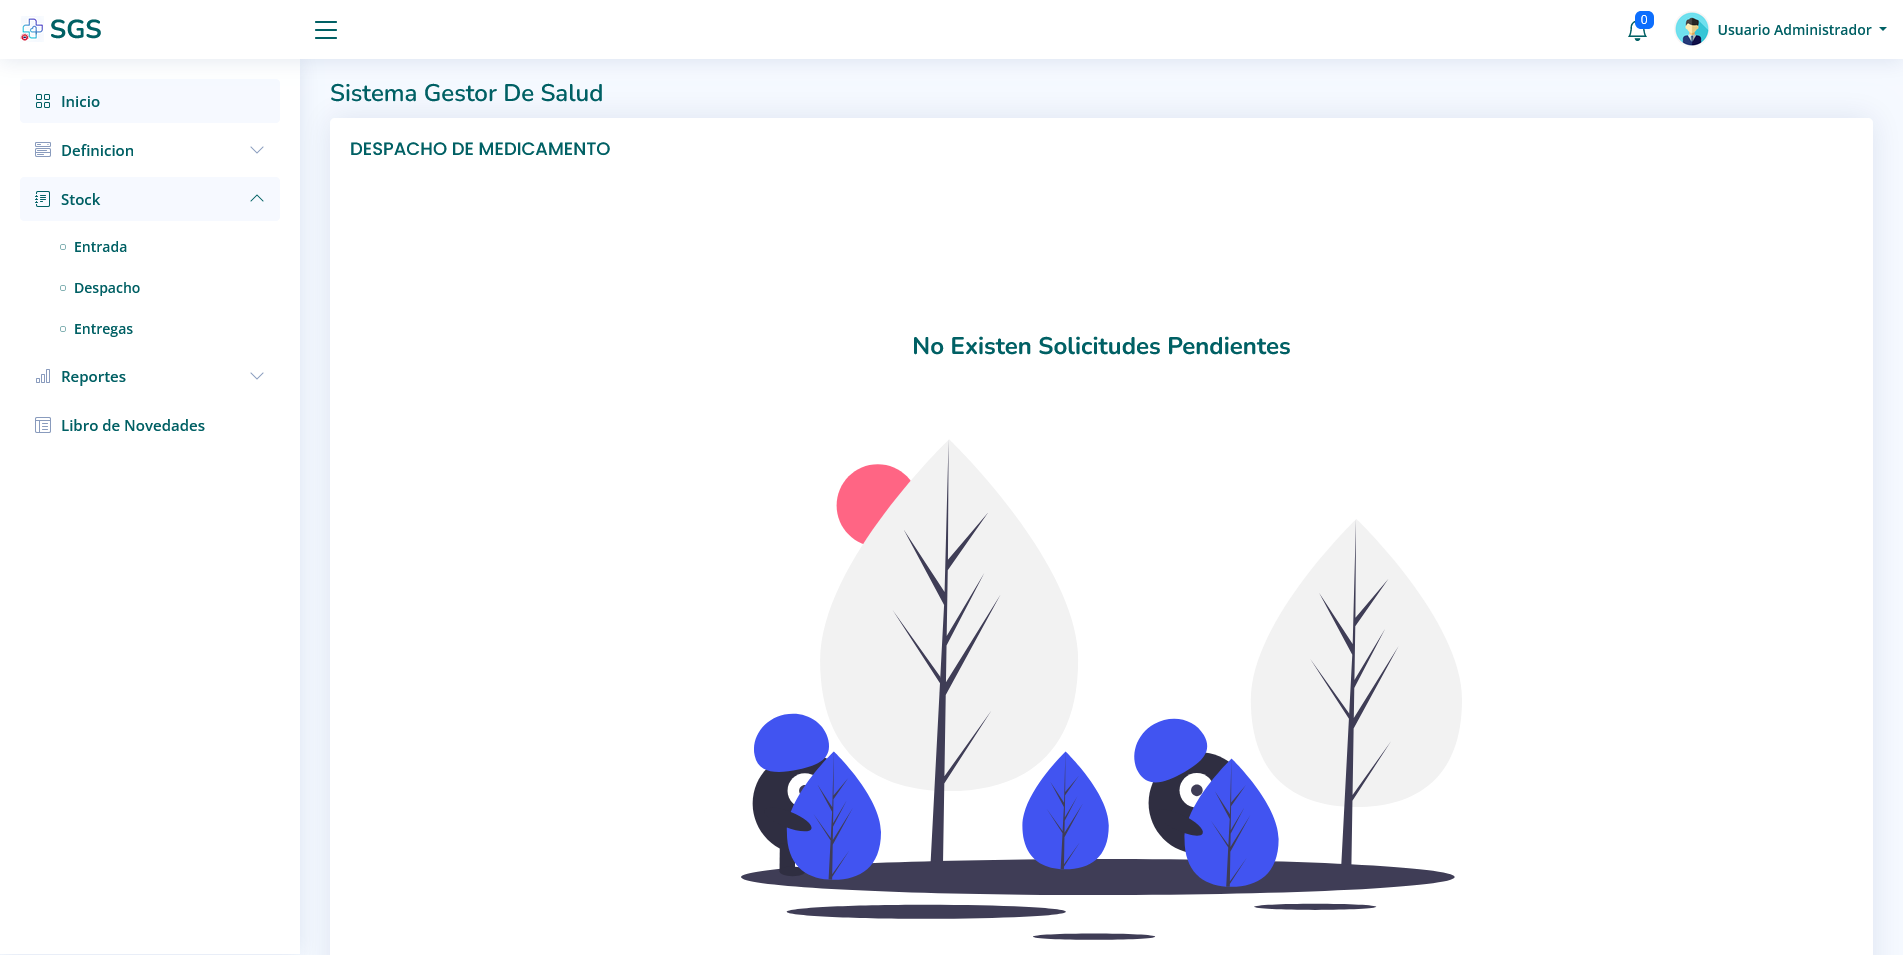 SGS
0
Usuario Administrador
Inicio
Definicion
Stock
Entrada
Despacho
Entregas
Reportes
Libro de Novedades
Sistema Gestor De Salud
DESPACHO DE MEDICAMENTO
No Existen Solicitudes Pendientes